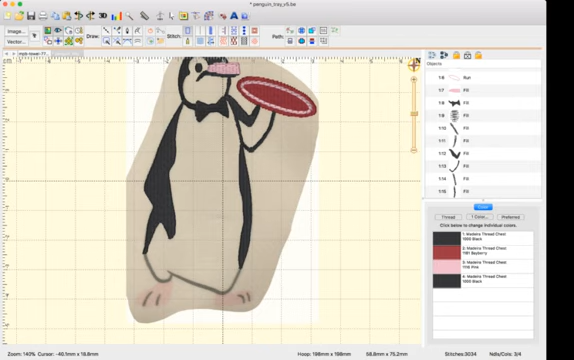 * penguin_tray_v5.be
3D
Image...
Vector...
Draw:
Stitch:
Path:
N
Objects
1:6 Run
1:7 Fill
1:8 Fill
1:9 Fill
1:10 Fill
1:11 Fill
1:12 Fill
1:13 Fill
1:14 Fill
1:15 Fill
Color
Thread
1 Color...
Preferred
Click below to change individual colors.
1: Madeira Thread Chest
1000 Black
2: Madeira Thread Chest
1181 Bayberry
3: Madeira Thread Chest
1116 Pink
4: Madeira Thread Chest
1000 Black
Zoom: 140% Cursor: -40.1mm x 18.8mm
Hoop: 198mm x 198mm
58.8mm x 75.2mm
Stitches:3034
Ndls/Cols: 3/4